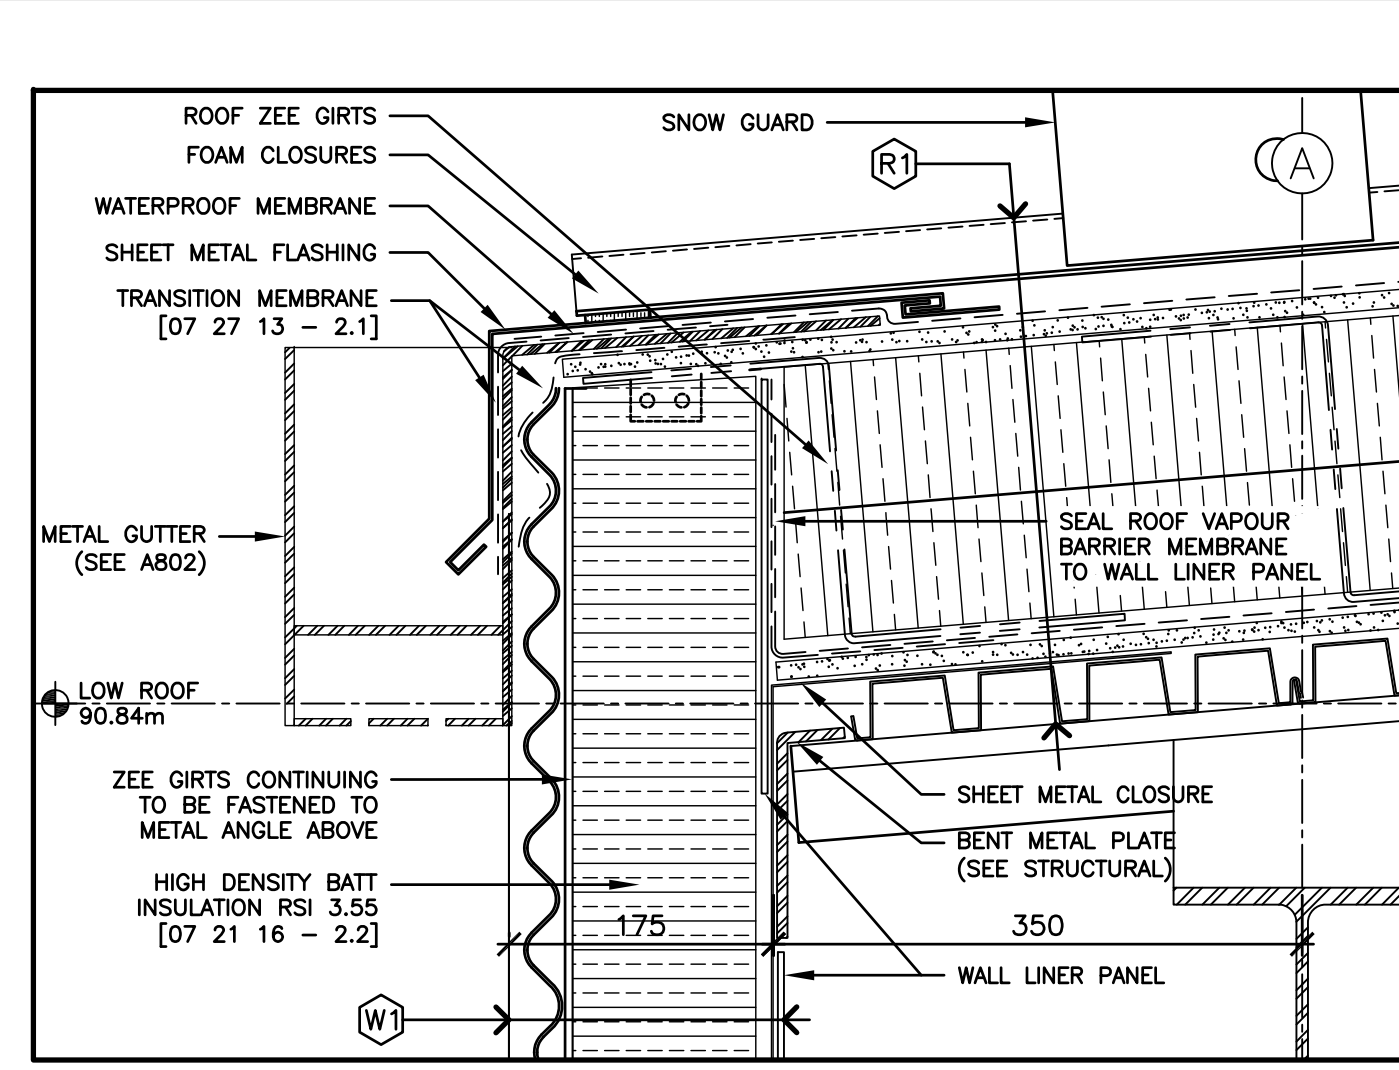 ROOF ZEE GIRTS
FOAM CLOSURES
WATERPROOF MEMBRANE
SHEET METAL FLASHING
TRANSITION MEMBRANE
[07 27 13 – 2.1]
SNOW GUARD
R1
A
METAL GUTTER
(SEE A802)
SEAL ROOF VAPOUR
BARRIER MEMBRANE
TO WALL LINER PANEL
LOW ROOF
90.84m
ZEE GIRTS CONTINUING
TO BE FASTENED TO
METAL ANGLE ABOVE
SHEET METAL CLOSURE
BENT METAL PLATE
(SEE STRUCTURAL)
HIGH DENSITY BATT
INSULATION RSI 3.55
[07 21 16 – 2.2]
175
350
WALL LINER PANEL
W1